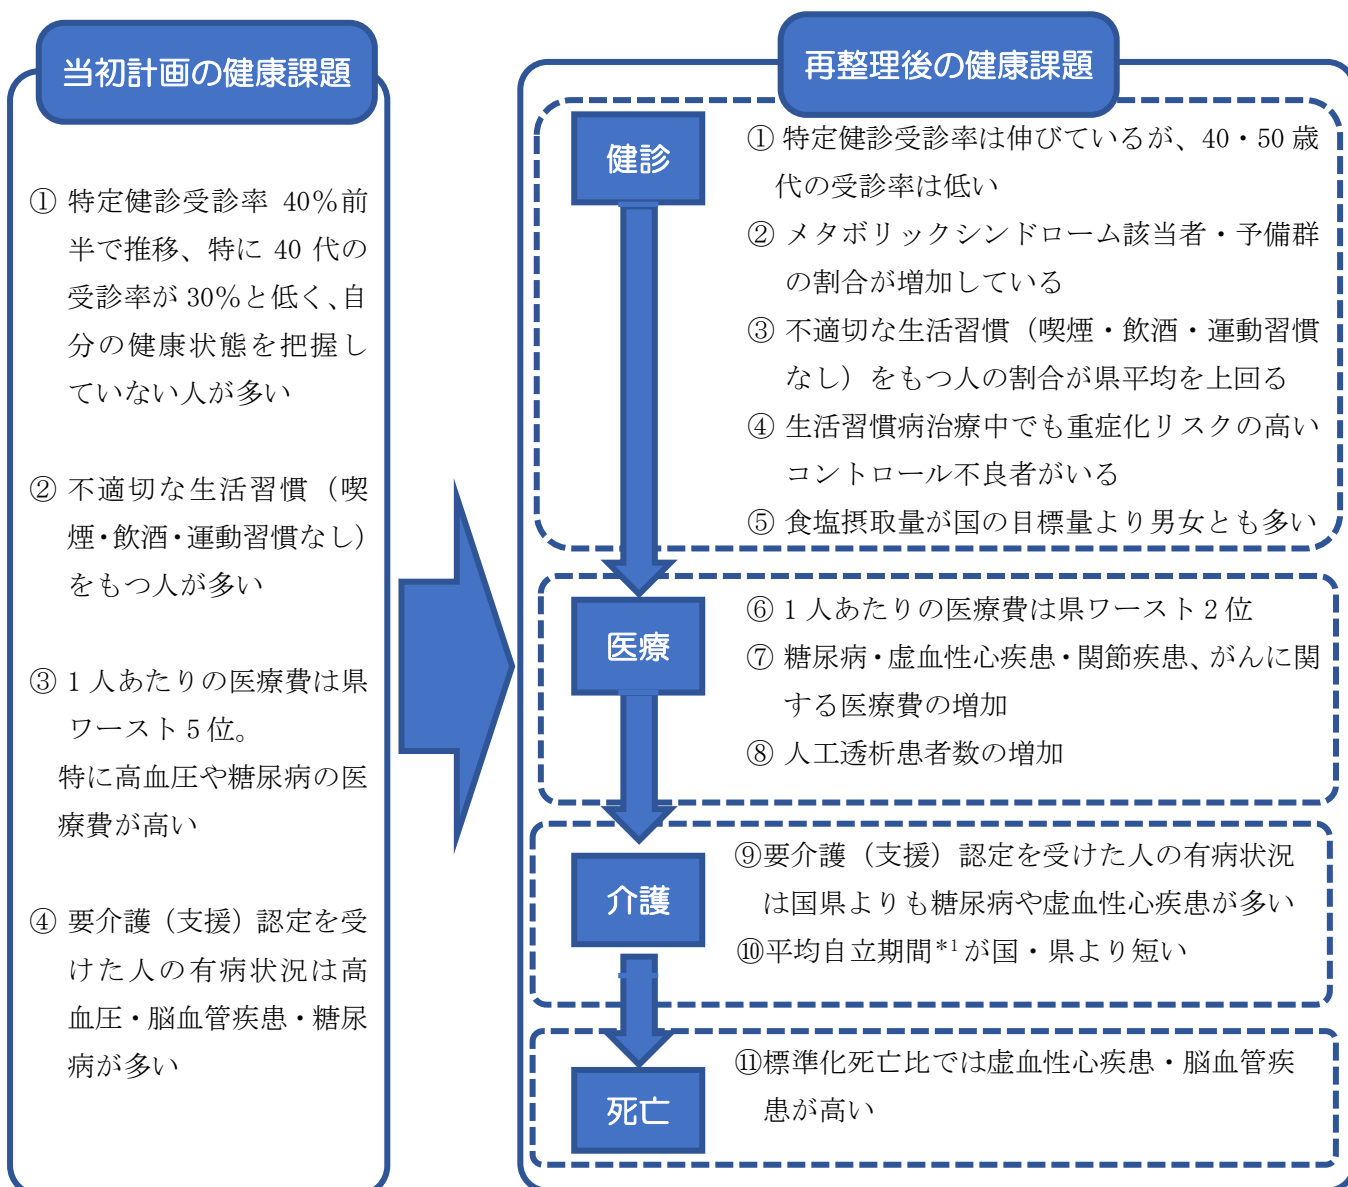 当初計画の健康課題
① 特定健診受診率 40％前
半で推移、特に 40 代の
受診率が 30％と低く、自
分の健康状態を把握し
ていない人が多い
② 不適切な生活習慣（喫
煙・飲酒・運動習慣なし）
をもつ人が多い
③ 1 人あたりの医療費は県
ワースト 5 位。
特に高血圧や糖尿病の医
療費が高い
④ 要介護（支援）認定を受
けた人の有病状況は高
血圧・脳血管疾患・糖尿
病が多い
再整理後の健康課題
健診
① 特定健診受診率は伸びているが、40・50 歳
代の受診率は低い
② メタボリックシンドローム該当者・予備群
の割合が増加している
③ 不適切な生活習慣（喫煙・飲酒・運動習慣
なし）をもつ人の割合が県平均を上回る
④ 生活習慣病治療中でも重症化リスクの高い
コントロール不良者がいる
⑤ 食塩摂取量が国の目標量より男女とも多い
医療
⑥ 1 人あたりの医療費は県ワースト 2 位
⑦ 糖尿病・虚血性心疾患・関節疾患、がんに関
する医療費の増加
⑧ 人工透析患者数の増加
介護
⑨要介護（支援）認定を受けた人の有病状況
は国県よりも糖尿病や虚血性心疾患が多い
⑩平均自立期間*1が国・県より短い
死亡
⑪標準化死亡比では虚血性心疾患・脳血管疾
患が高い